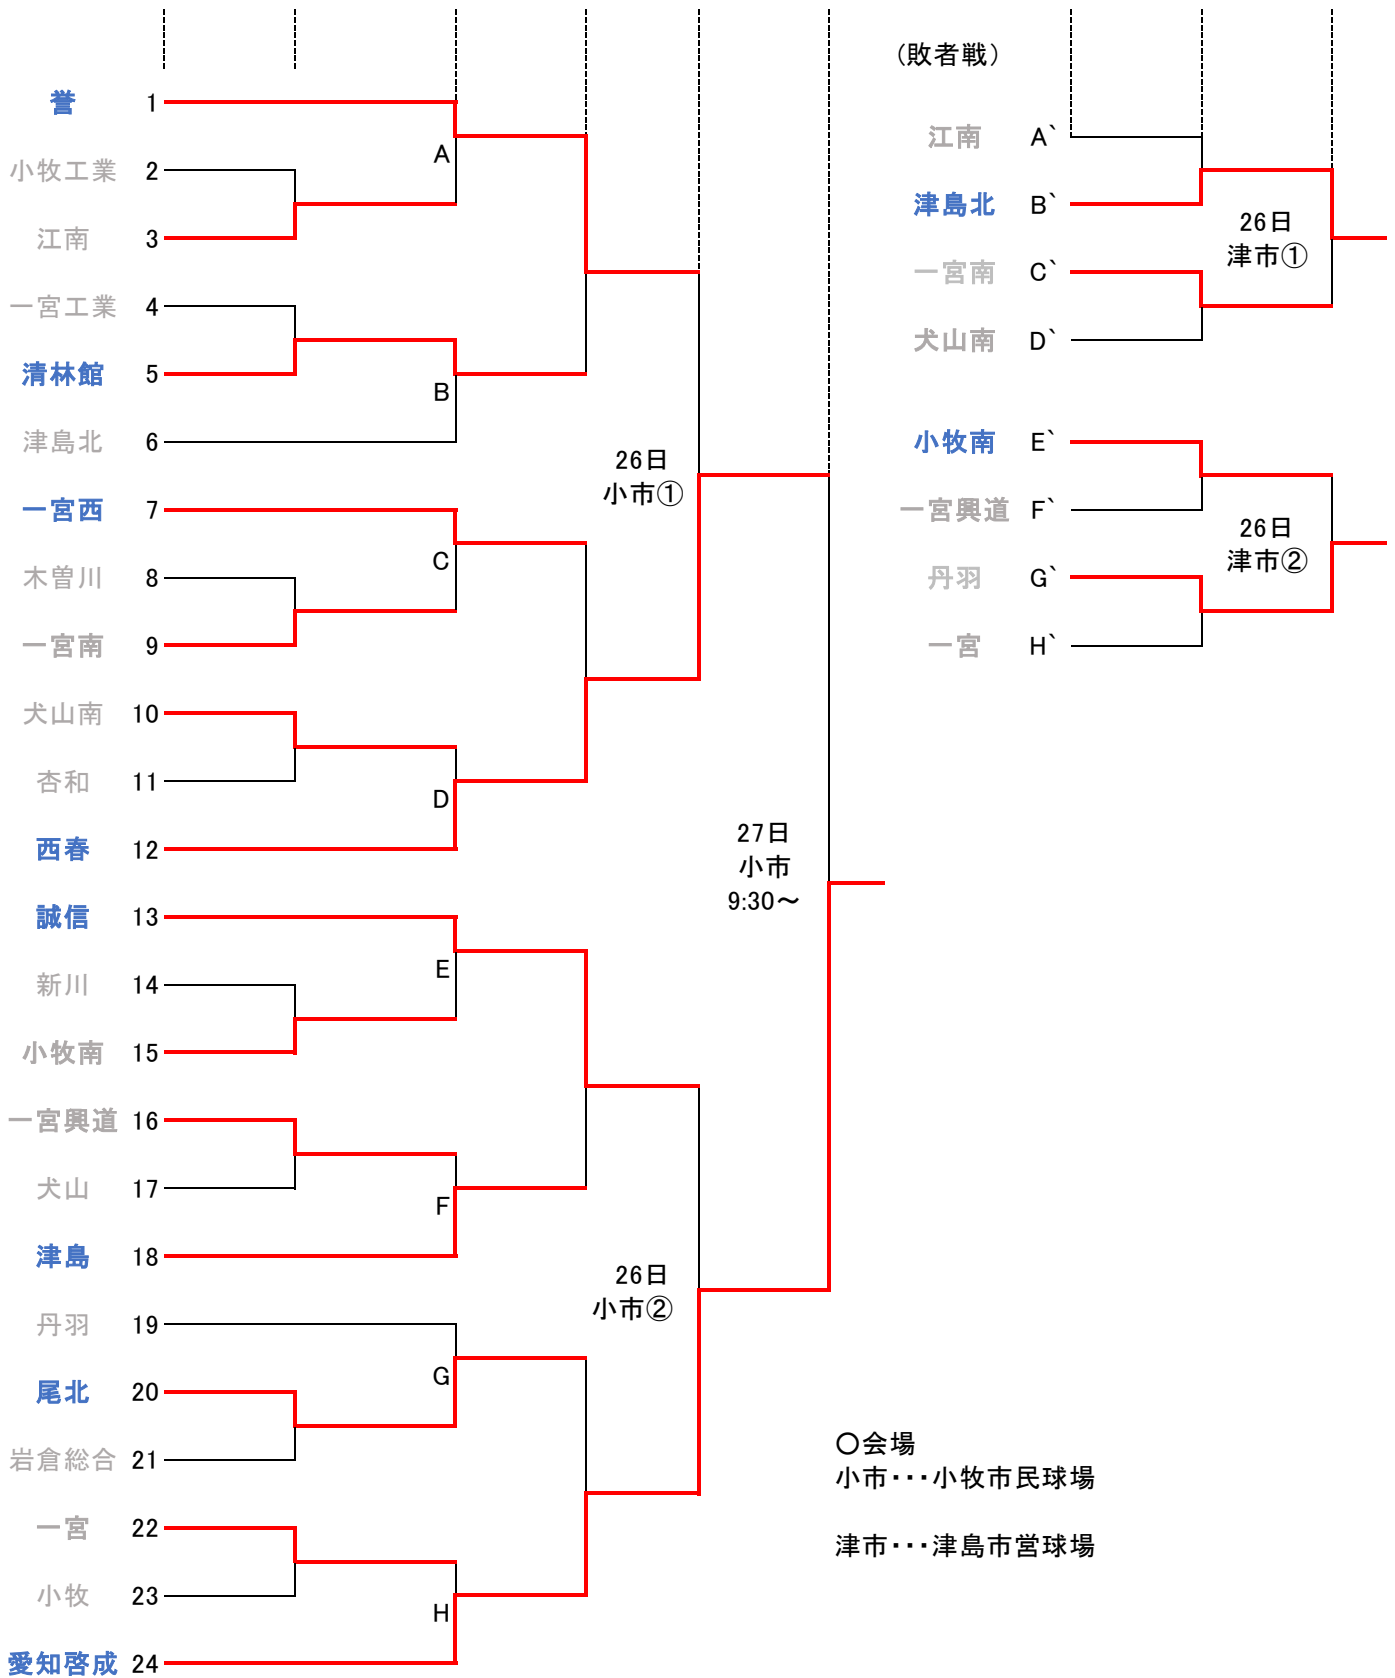 (敗者戦)
誉 1
A
小牧工業 2
江南 3
一宮工業 4
清林館 5
B
津島北 6
26日
小市①
一宮西 7
C
木曽川 8
一宮南 9
犬山南 10
杏和 11
D
西春 12
27日
小市
9:30～
誠信 13
E
新川 14
小牧南 15
一宮興道 16
犬山 17
F
津島 18
26日
小市②
丹羽 19
G
尾北 20
岩倉総合 21
一宮 22
小牧 23
H
愛知啓成 24
江南 A`
津島北 B`
26日
津市①
一宮南 C`
犬山南 D`
小牧南 E`
一宮興道 F`
26日
津市②
丹羽 G`
一宮 H`
〇会場
小市・・・小牧市民球場
津市・・・津島市営球場